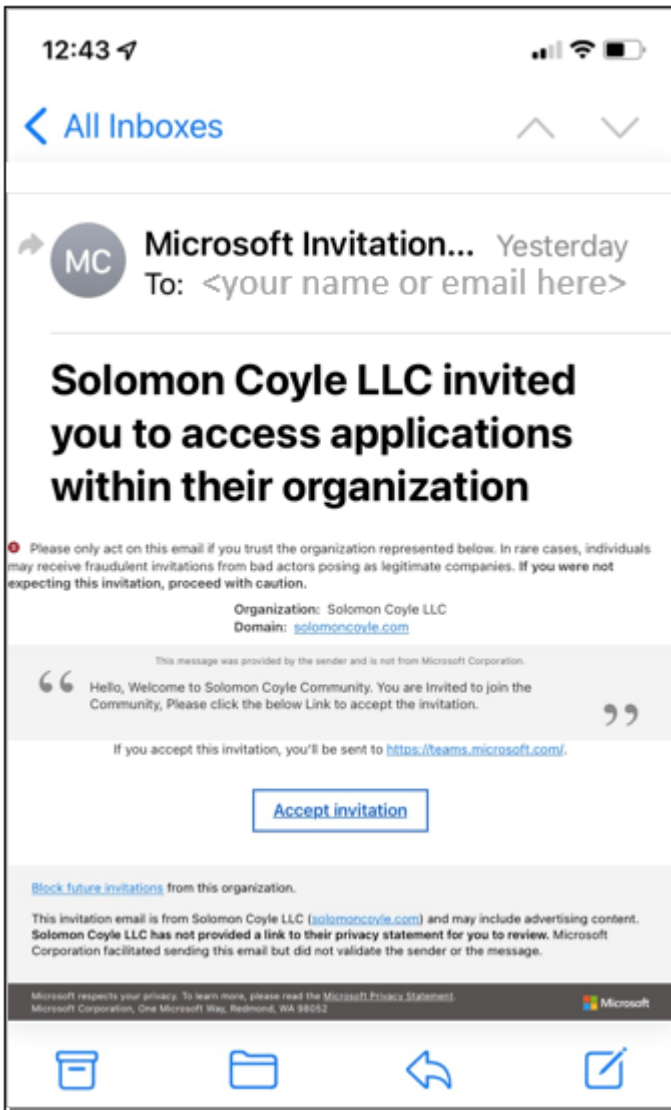 12:43
All Inboxes
MC
Microsoft Invitation... Yesterday
To: <your name or email here>
Solomon Coyle LLC invited
you to access applications
within their organization
Please only act on this email if you trust the organization represented below. In rare cases, individuals
may receive fraudulent invitations from bad actors posing as legitimate companies. If you were not
expecting this invitation, proceed with caution.
Organization: Solomon Coyle LLC
Domain: solomoncoyle.com
This message was provided by the sender and is not from Microsoft Corporation.
“ Hello, Welcome to Solomon Coyle Community. You are Invited to join the
Community, Please click the below Link to accept the invitation. ”
If you accept this invitation, you'll be sent to https://teams.microsoft.com/.
Accept invitation
Block future invitations from this organization.
This invitation email is from Solomon Coyle LLC (solomoncoyle.com) and may include advertising content.
Solomon Coyle LLC has not provided a link to their privacy statement for you to review. Microsoft
Corporation facilitated sending this email but did not validate the sender or the message.
Microsoft respects your privacy. To learn more, please read the Microsoft Privacy Statement.
Microsoft Corporation, One Microsoft Way, Redmond, WA 98052
Microsoft